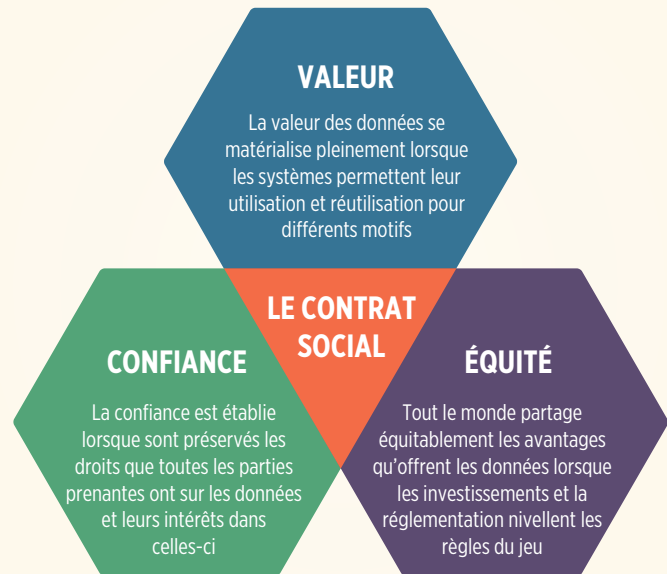 VALEUR
La valeur des données se
matérialise pleinement lorsque
les systèmes permettent leur
utilisation et réutilisation pour
différents motifs
LE CONTRAT
SOCIAL
CONFIANCE
La confiance est établie
lorsque sont préservés les
droits que toutes les parties
prenantes ont sur les données
et leurs intérêts dans
celles-ci
ÉQUITÉ
Tout le monde partage
équitablement les avantages
qu'offrent les données lorsque
les investissements et la
réglementation nivellent les
règles du jeu